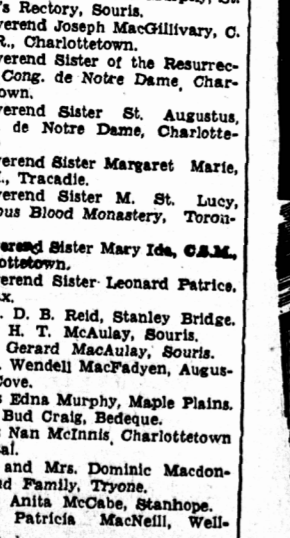 's Rectory, Souris.
verend Joseph MacGillivary, C.
R., Charlottetown.
verend Sister of the Resurrec-
Cong. de Notre Dame, Char-
own.
verend Sister St. Augustus,
de Notre Dame, Charlotte-
verend Sister Margaret Marie,
., Tracadie.
verend Sister M. St. Lucy,
ous Blood Monastery, Toron-
verend Sister Mary Ida, C.S.M.,
ottetown.
verend Sister Leonard Patrice,
x.
. D. B. Reid, Stanley Bridge.
H. T. McAulay, Souris.
Gerard MacAulay, Souris.
. Wendell MacFadyen, Augus-
Cove.
s Edna Murphy, Maple Plains.
Bud Craig, Bedeque.
s Nan McInnis, Charlottetown
al.
and Mrs. Dominic Macdon-
nd Family, Tryone.
Anita McCabe, Stanhope.
Patricia MacNeill, Well-